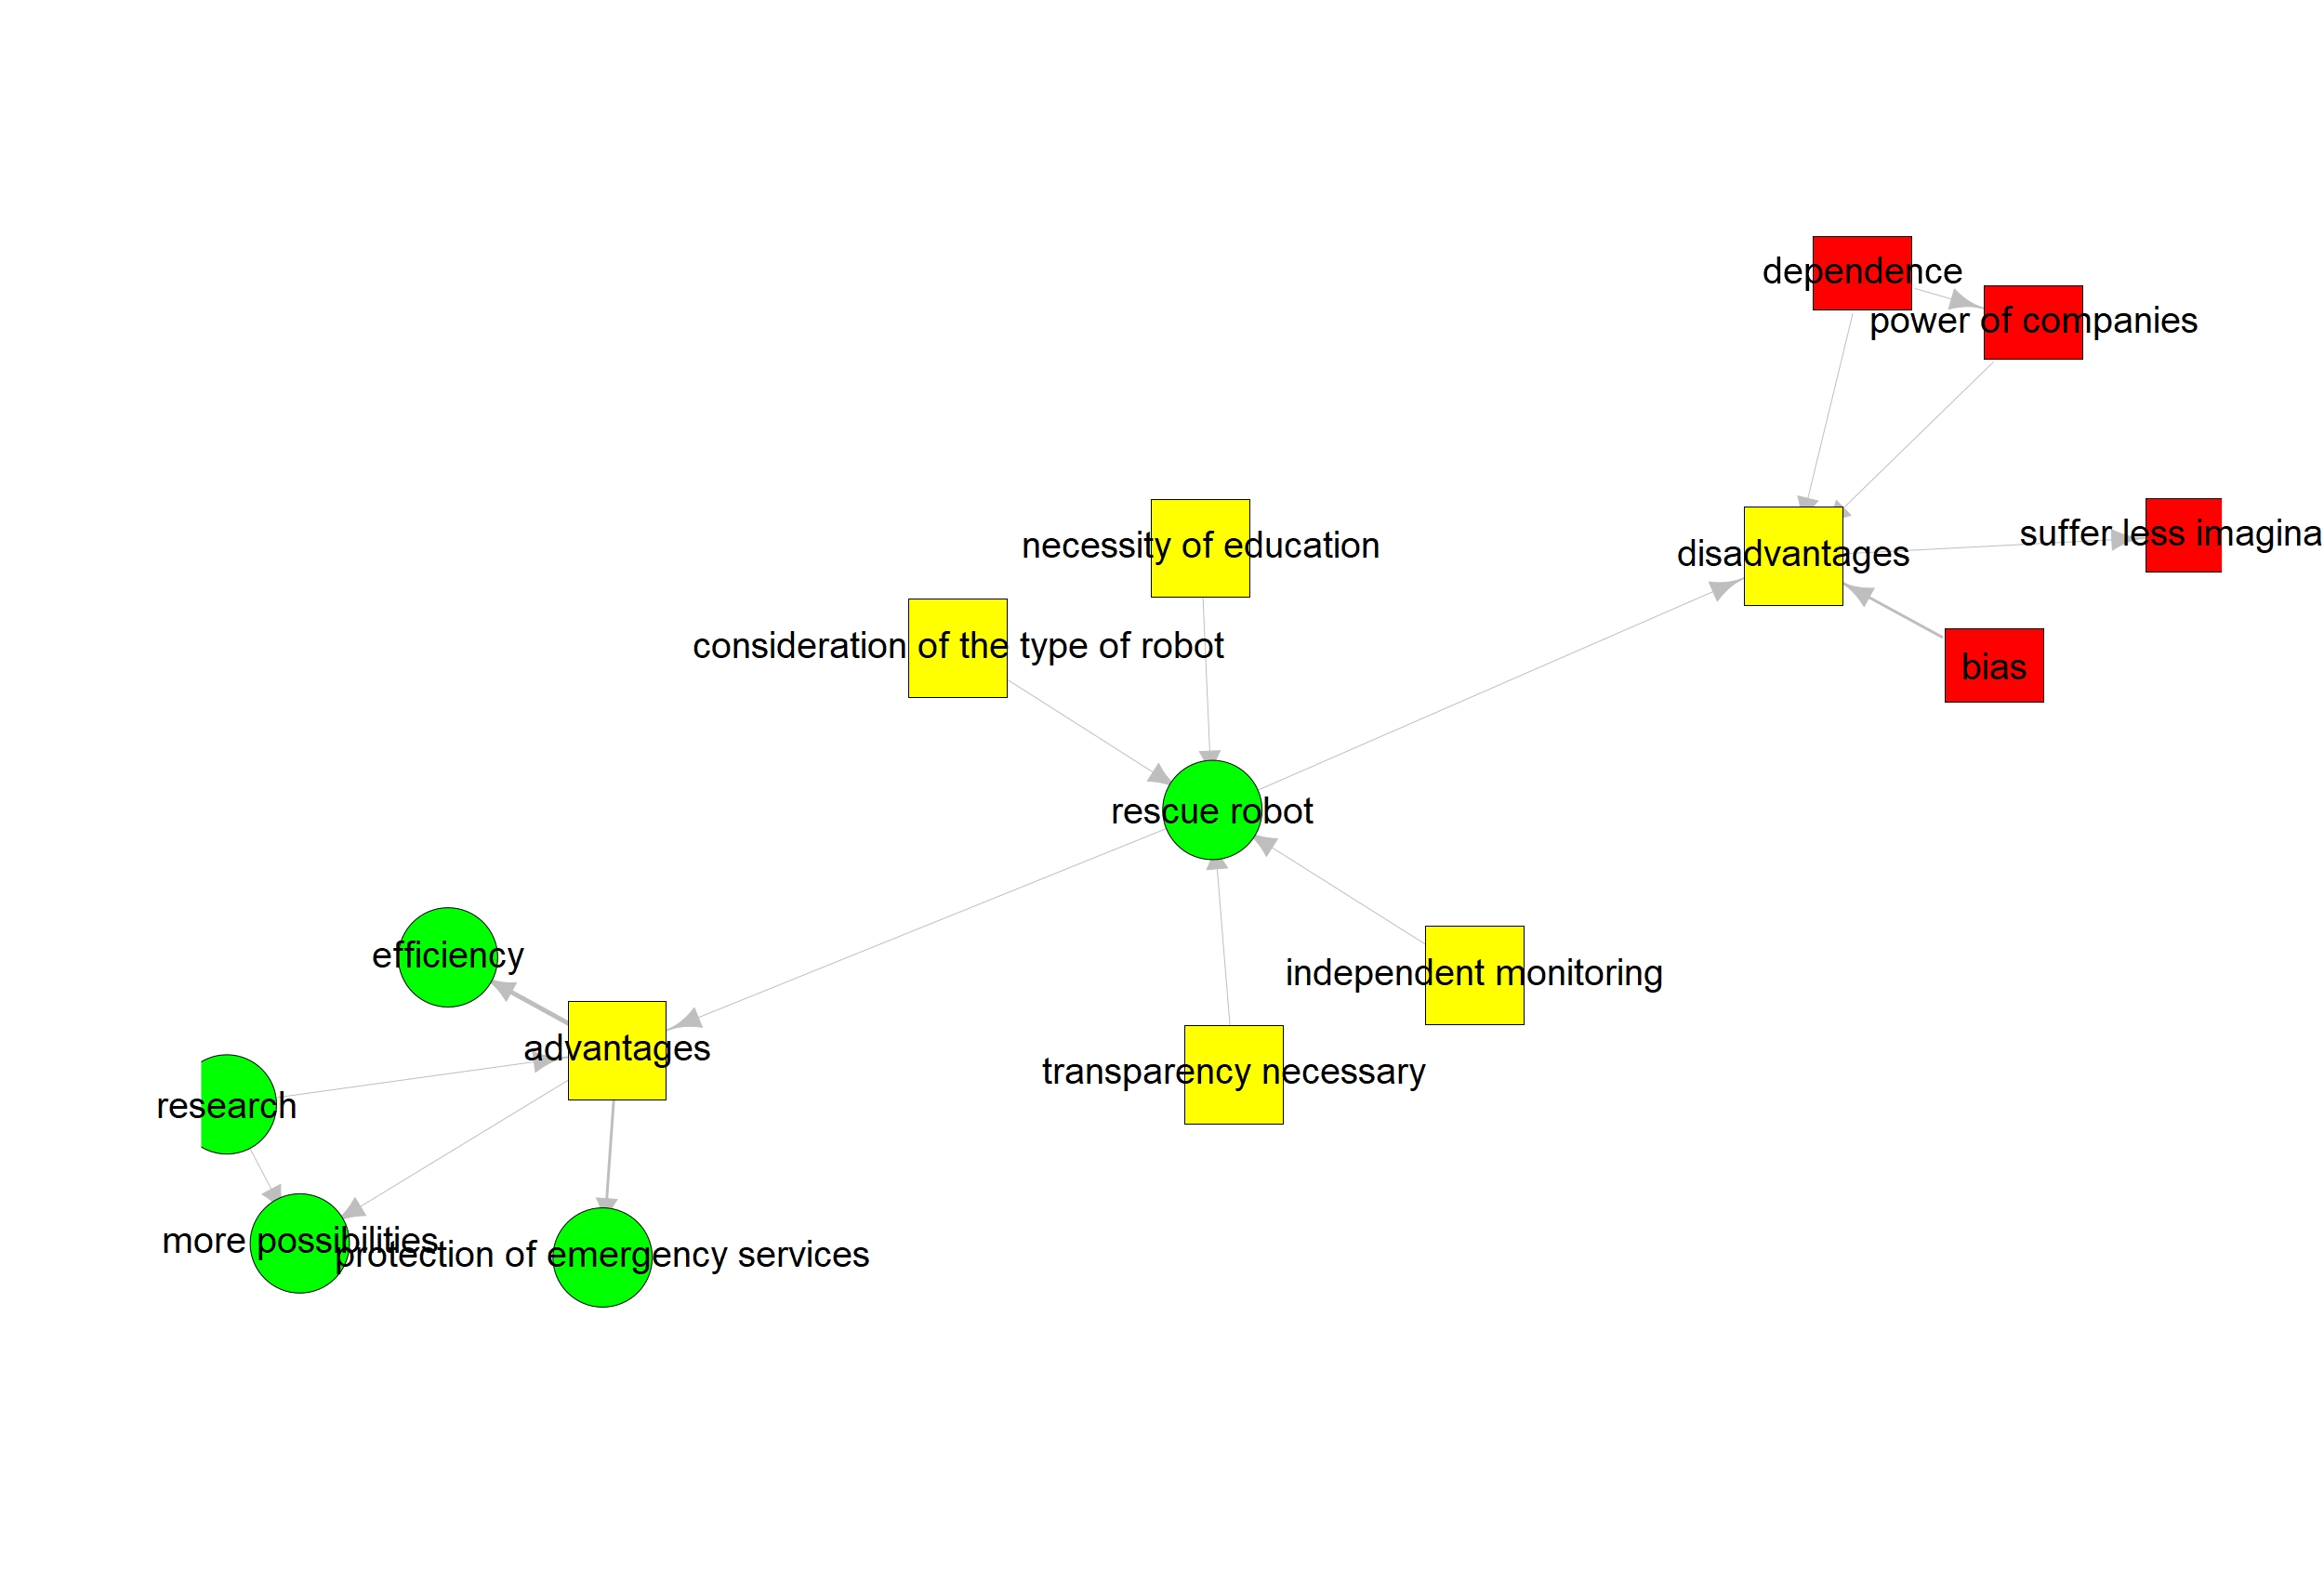 dependence
power of companies
suffer less imagina
necessity of education
disadvantages
consideration of the type of robot
bias
rescue robot
efficiency
independent monitoring
advantages
transparency necessary
research
more possibilities
protection of emergency services